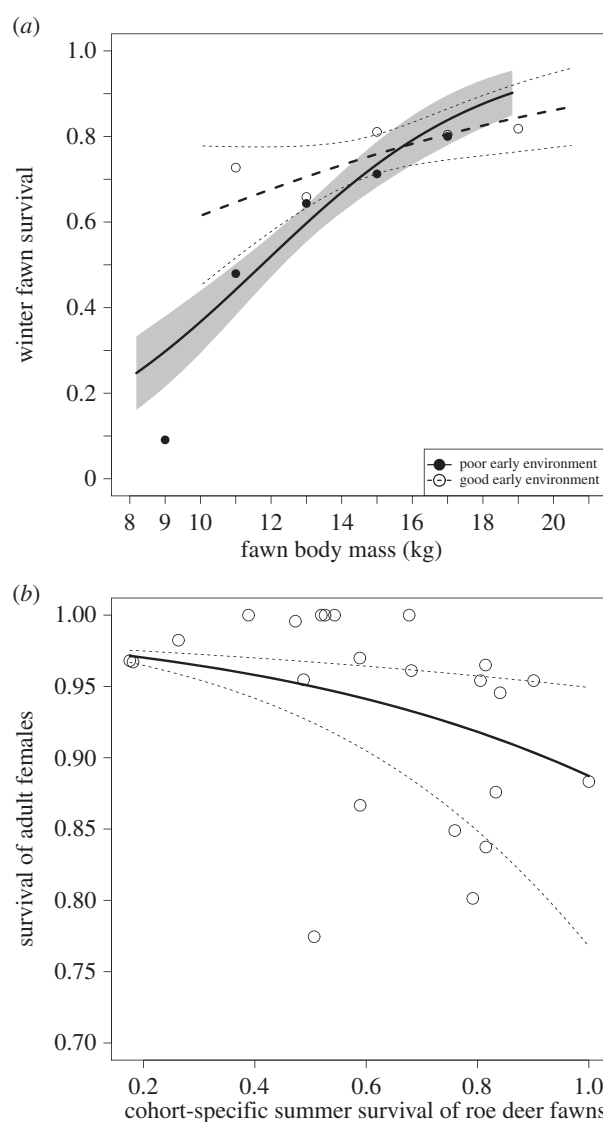 (a)
1.0
0.8
0.6
0.4
0.2
0
winter fawn survival
poor early environment
good early environment
8 9 10 12 14 16 18 20
fawn body mass (kg)
(b)
1.00
0.95
0.90
0.85
0.80
0.75
0.70
survival of adult females
0.2 0.4 0.6 0.8 1.0
cohort-specific summer survival of roe deer fawns